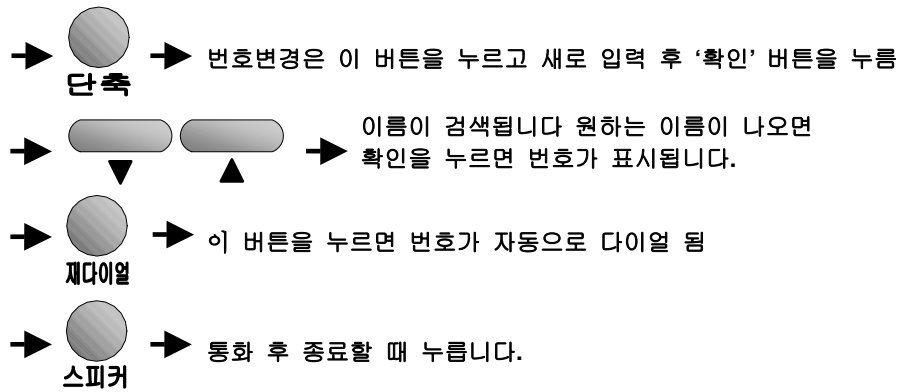 번호변경은 이 버튼을 누르고 새로 입력 후 ‘확인’ 버튼을 누름
단축
이름이 검색됩니다 원하는 이름이 나오면
확인을 누르면 번호가 표시됩니다.
이 버튼을 누르면 번호가 자동으로 다이얼 됨
재다이얼
통화 후 종료할 때 누릅니다.
스피커